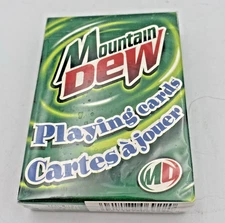 Mountain
Dew
Playing cards
Cartes à jouer
MD